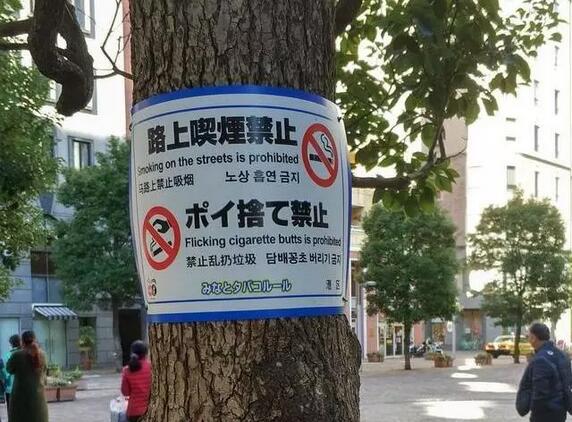 路上喫煙禁止
Smoking on the streets is prohibited
马路上禁止吸烟 노상 흡연 금지
ポイ捨て禁止
Flicking cigarette butts is prohibited
禁止乱扔垃圾 담배꽁초 버리기 금지
みなとタバコルール 港区